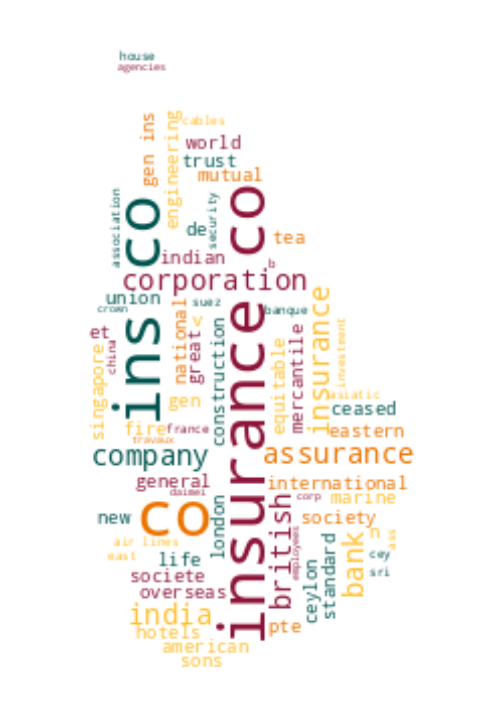 house
agencies
gen ins
engineering
cables
world
trust
mutual
association
ins co
de
security
insurance co
tea
indian
b
corporation
union
suez
crown
banque
et
china
national
great
v
construction
equitable
mercantile
insurance
investment
singapore
gen
asiatic
ceased
fire
france
travaux
eastern
company
assurance
general
daimei
international
corp
marine
new
co
london
british
employees
society
n
ass
air lines
east
life
ceylon
standard
bank
cey
sri
societe
overseas
india
hotels
pte
american
sons